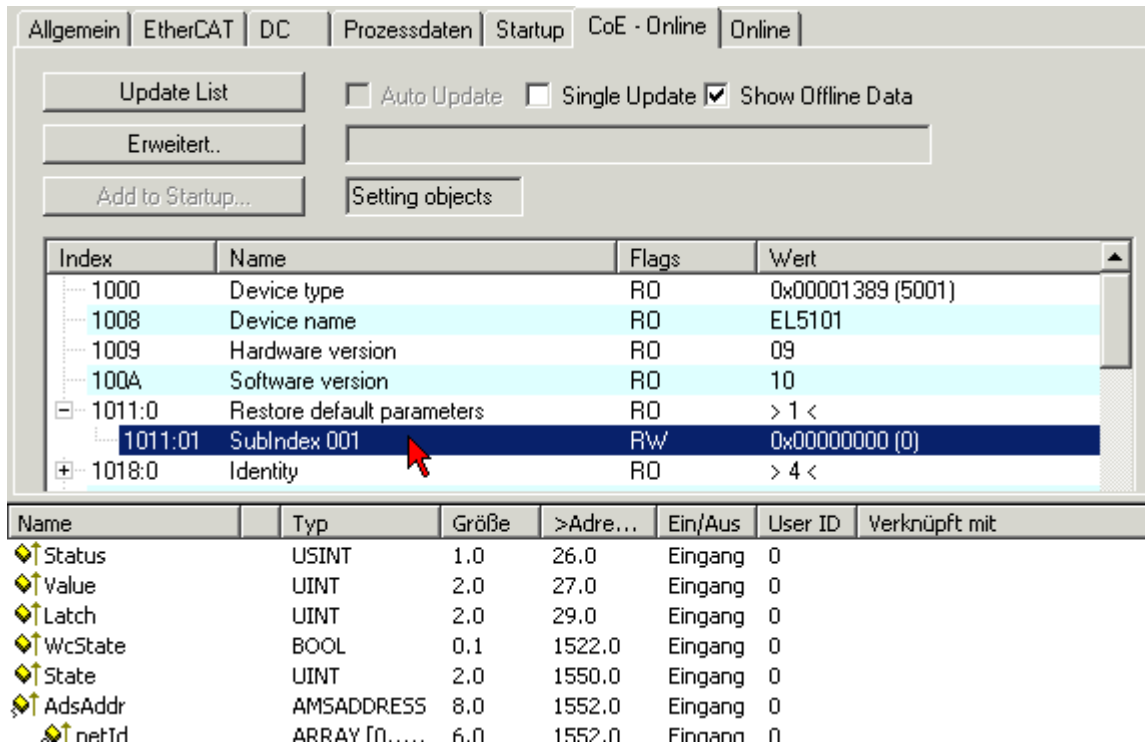 Allgemein EtherCAT DC Prozessdaten Startup CoE - Online Online
Update List Auto Update Single Update Show Offline Data
Erweitert..
Add to Startup... Setting objects
Index Name Flags Wert
1000 Device type RO 0x00001389 (5001)
1008 Device name RO EL5101
1009 Hardware version RO 09
100A Software version RO 10
1011:0 Restore default parameters RO > 1 <
1011:01 SubIndex 001 RW 0x00000000 (0)
1018:0 Identity RO > 4 <
Name Typ Größe >Adre... Ein/Aus User ID Verknüpft mit
Status USINT 1.0 26.0 Eingang 0
Value UINT 2.0 27.0 Eingang 0
Latch UINT 2.0 29.0 Eingang 0
WcState BOOL 0.1 1522.0 Eingang 0
State UINT 2.0 1550.0 Eingang 0
AdsAddr AMSADDRESS 8.0 1552.0 Eingang 0
netId ARRAY [0..... 6.0 1552.0 Eingang 0